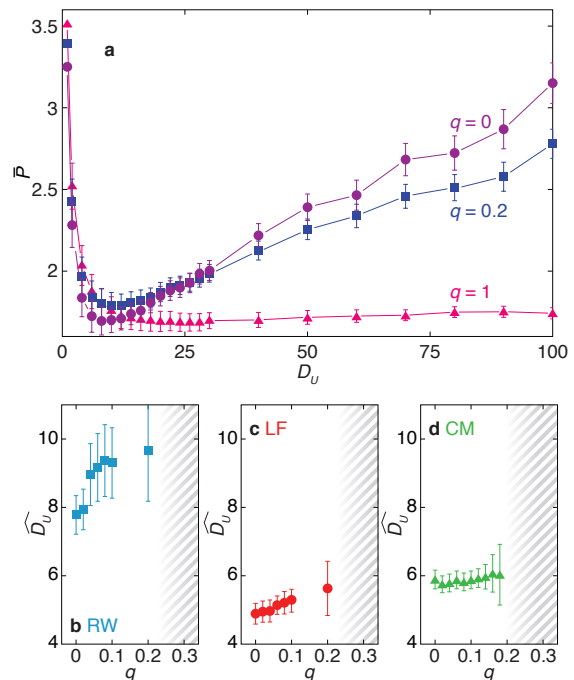 3.5
a
3
q = 0
P̅
2.5
q = 0.2
2
q = 1
0 25 50 75 100
D_U
10 10 10
c LF d CM
8 8 8
D̂_U D̂_U D̂_U
6 6 6
b RW
4 4 4
0 0.1 0.2 0.3 0 0.1 0.2 0.3 0 0.1 0.2 0.3
q q q